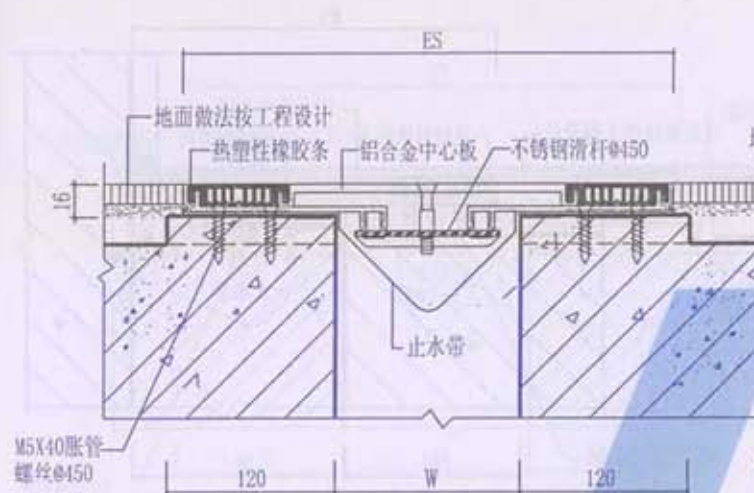 ES
地面做法按工程设计
热塑性橡胶条
铝合金中心板
不锈钢滑杆@450
16
止水带
M5X40胀管
螺丝@450
120
W
120